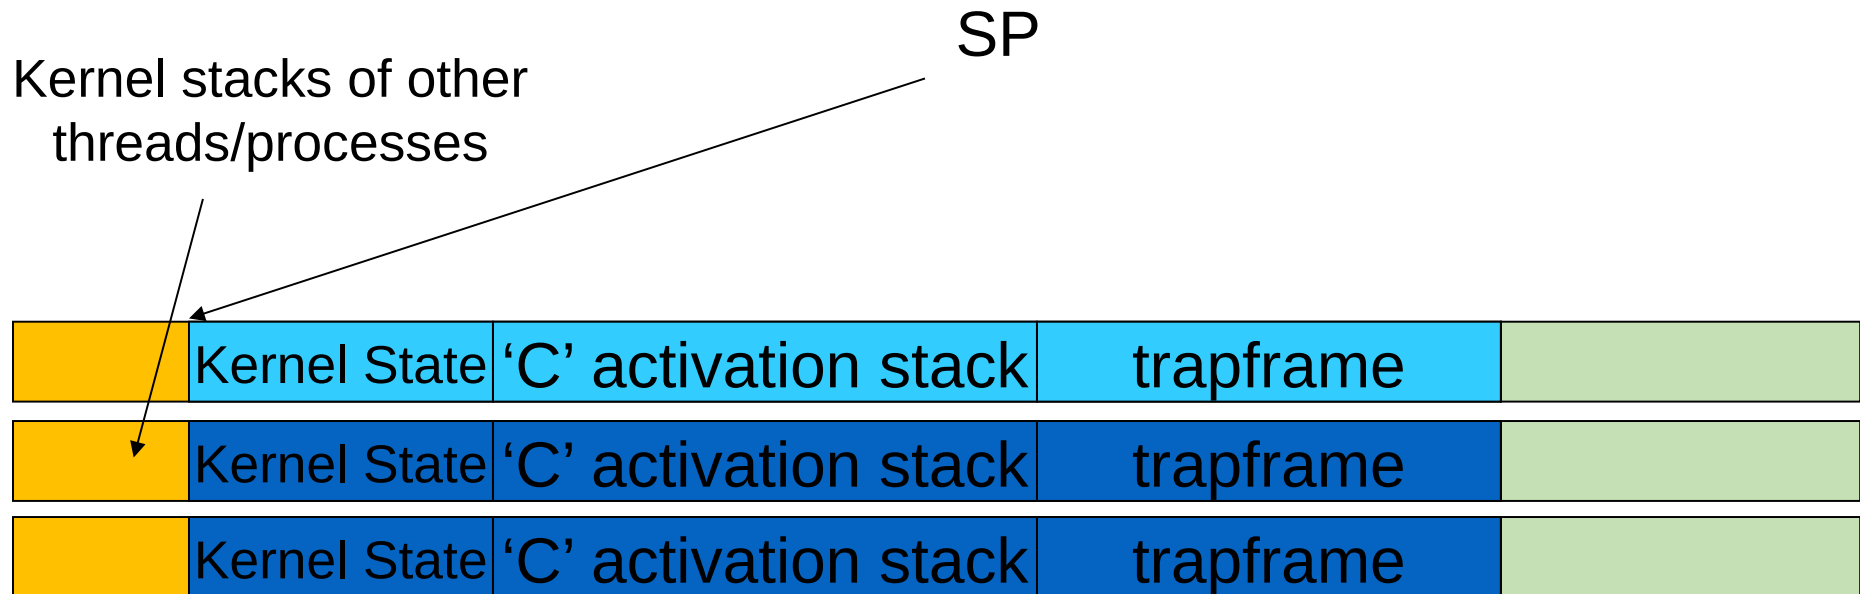 SP
Kernel stacks of other
threads/processes
Kernel State ‘C’ activation stack trapframe
Kernel State ‘C’ activation stack trapframe
Kernel State ‘C’ activation stack trapframe